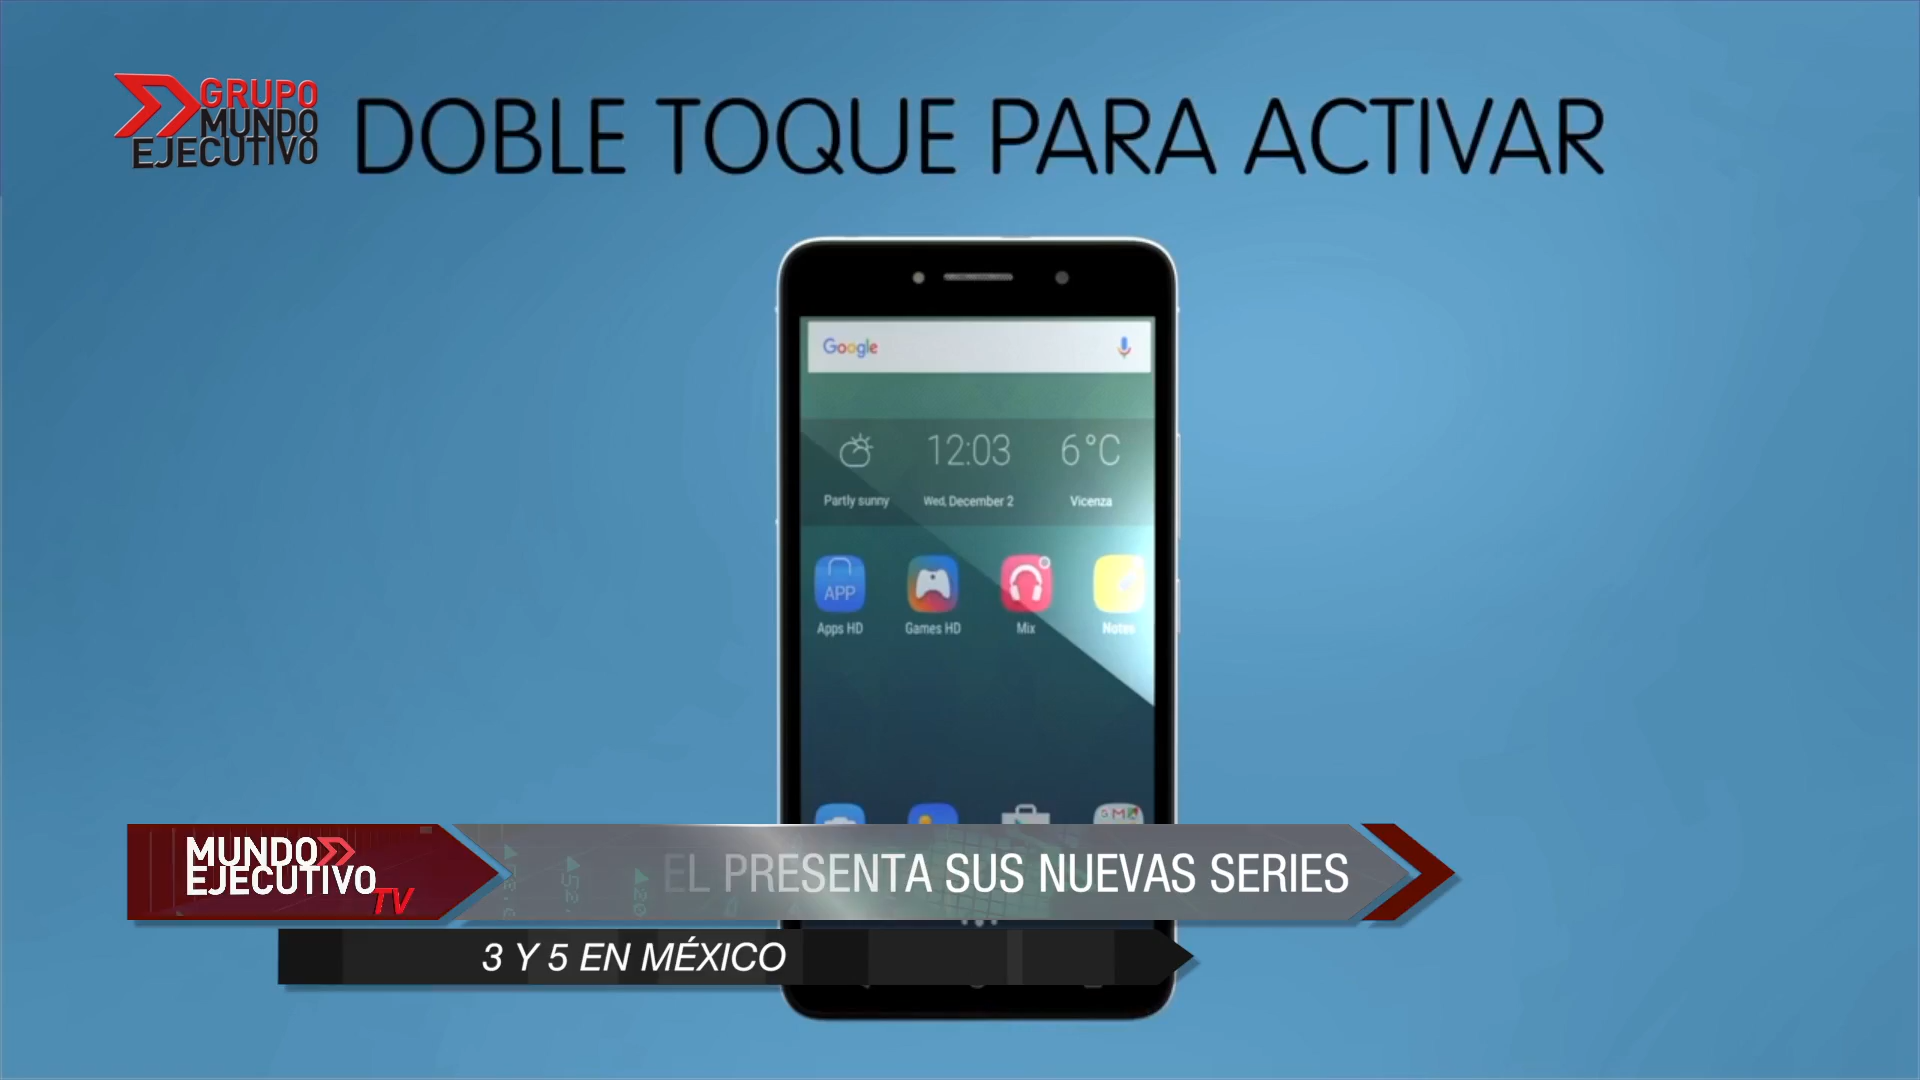 GRUPO
MUNDO
EJECUTIVO
DOBLE TOQUE PARA ACTIVAR
Google
12:03
6°C
Partly sunny
Wed, December 2
Vicenza
APP
Apps HD
Games HD
Mix
Notes
MUNDO
EJECUTIVO
TV
EL PRESENTA SUS NUEVAS SERIES
3 Y 5 EN MÉXICO